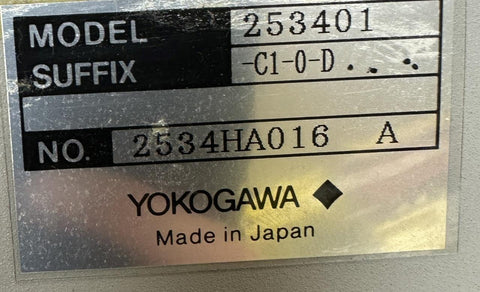 MODEL 253401
SUFFIX -C1-0-D
NO. 2534HA016 A
YOKOGAWA
Made in Japan